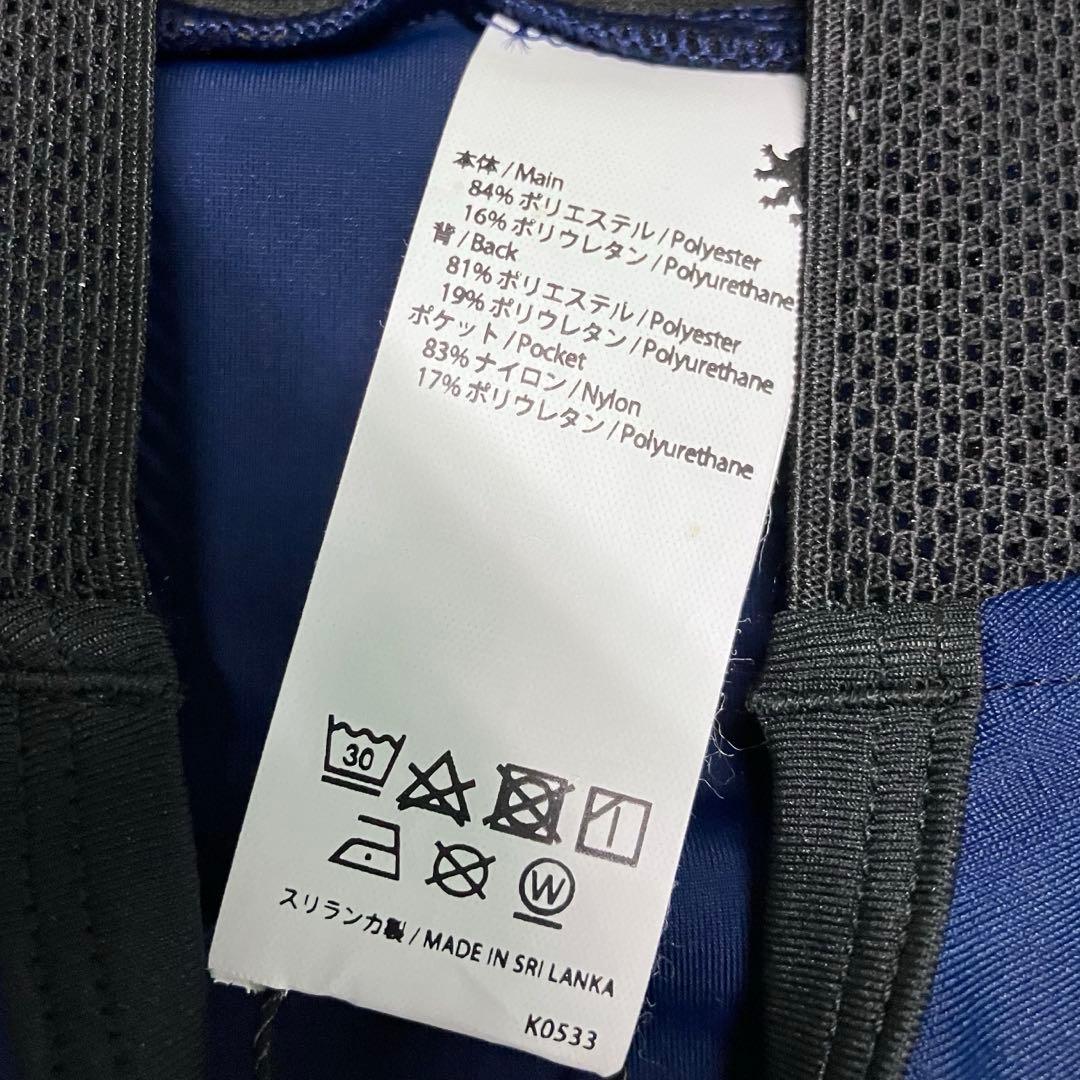 本体/Main
84% ポリエステル/Polyester
16% ポリウレタン/Polyurethane
背/Back
81% ポリエステル/Polyester
19% ポリウレタン/Polyurethane
ポケット/Pocket
83% ナイロン/Nylon
17% ポリウレタン/Polyurethane
30
W
スリランカ製/MADE IN SRI LANKA
K0533